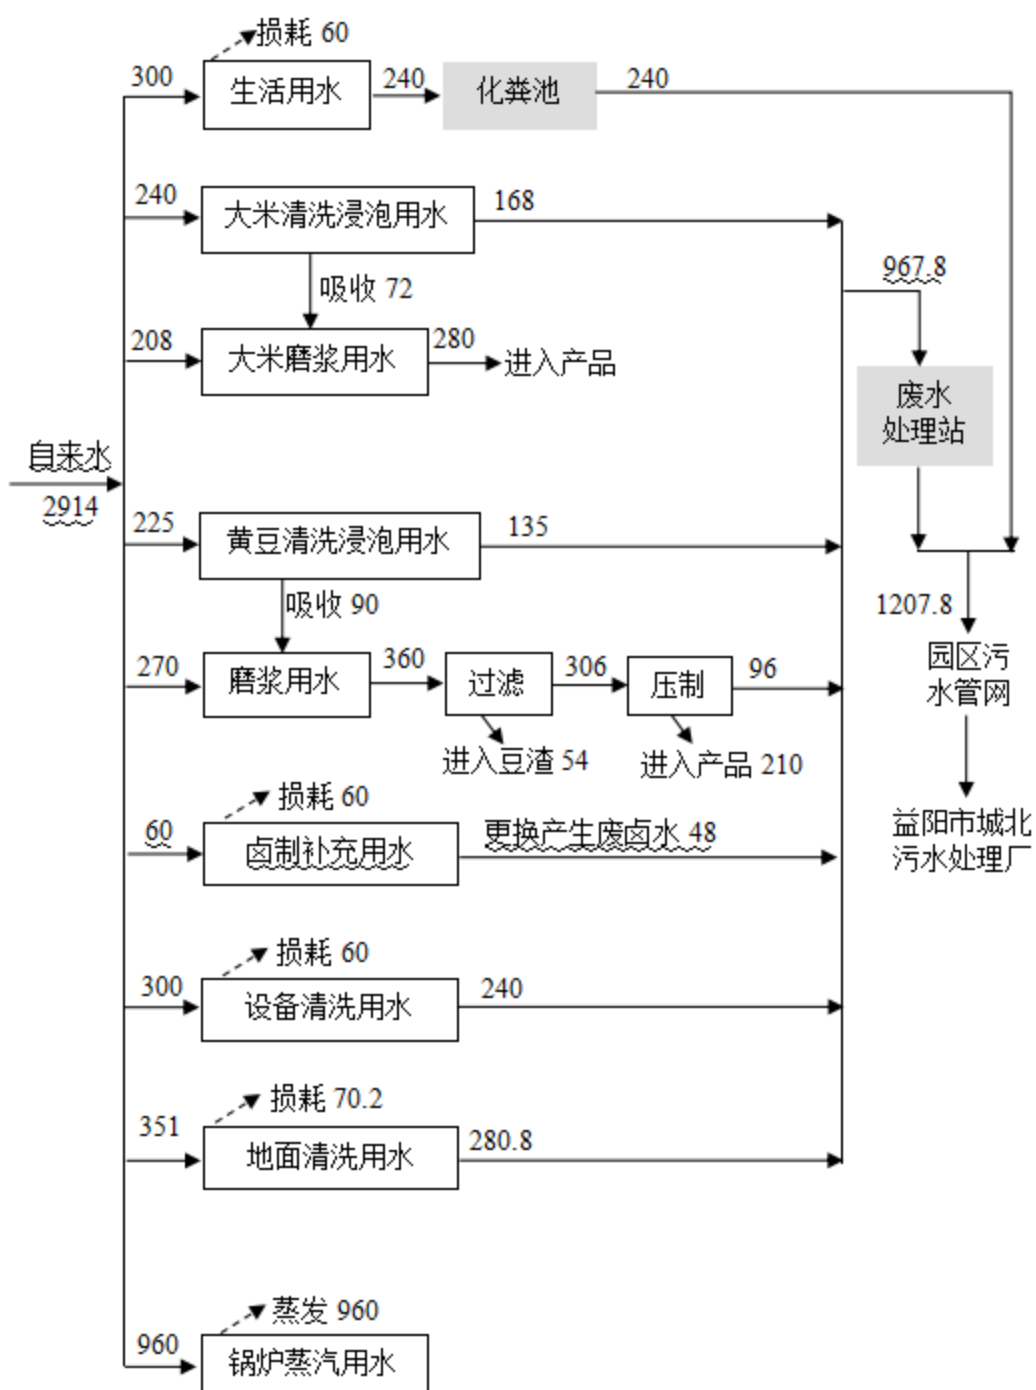 损耗 60
300
生活用水
240
化粪池
240
240
大米清洗浸泡用水
168
967.8
吸收 72
208
大米磨浆用水
280
进入产品
废水
处理站
自来水
2914
225
黄豆清洗浸泡用水
135
吸收 90
1207.8
270
磨浆用水
360
过滤
306
压制
96
园区污
水管网
进入豆渣 54
进入产品 210
损耗 60
60
卤制补充用水
更换产生废卤水 48
益阳市城北
污水处理厂
损耗 60
300
设备清洗用水
240
损耗 70.2
351
地面清洗用水
280.8
蒸发 960
960
锅炉蒸汽用水